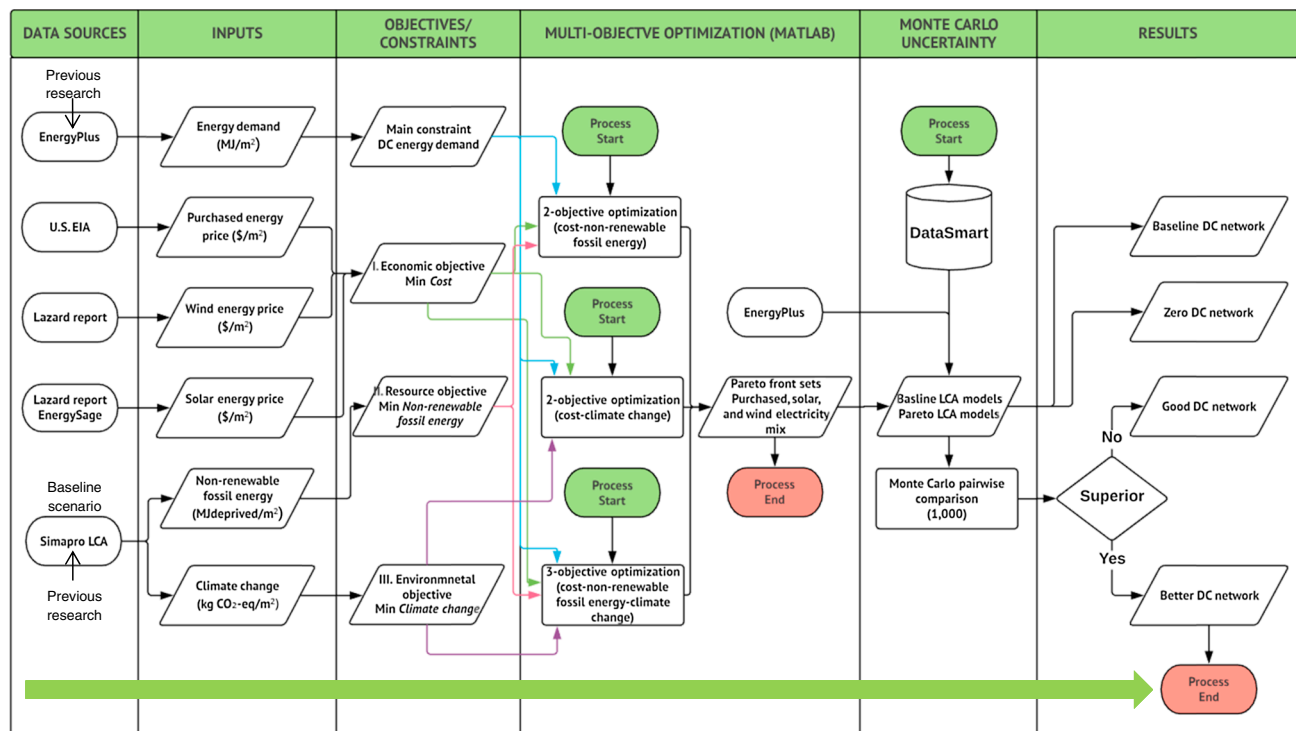 DATA SOURCES
INPUTS
OBJECTIVES/
CONSTRAINTS
MULTI-OBJECTVE OPTIMIZATION (MATLAB)
MONTE CARLO
UNCERTAINTY
RESULTS
Previous
research
EnergyPlus
U.S. EIA
Lazard report
Lazard report
EnergySage
Baseline
scenario
Simapro LCA
Previous
research
Energy demand
(MJ/m²)
Purchased energy
price ($/m²)
Wind energy price
($/m²)
Solar energy price
($/m²)
Non-renewable
fossil energy
(MJdeprived/m²)
Climate change
(kg CO₂-eq/m²)
Main constraint
DC energy demand
I. Economic objective
Min Cost
II. Resource objective
Min Non-renewable
fossil energy
III. Environmnetal
objective
Min Climate change
Process
Start
2-objective optimization
(cost-non-renewable
fossil energy)
Process
Start
2-objective optimization
(cost-climate change)
Process
Start
3-objective optimization
(cost-non-renewable
fossil energy-climate
change)
EnergyPlus
Pareto front sets
Purchased, solar,
and wind electricity
mix
Process
End
Process
Start
DataSmart
Basline LCA models
Pareto LCA models
Monte Carlo pairwise
comparison
(1,000)
Baseline DC network
Zero DC network
Good DC network
No
Superior
Yes
Better DC network
Process
End